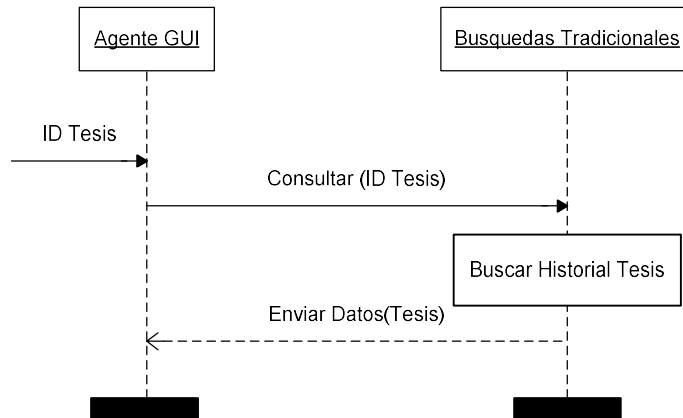 Agente GUI
Busquedas Tradicionales
ID Tesis
Consultar (ID Tesis)
Buscar Historial Tesis
Enviar Datos(Tesis)